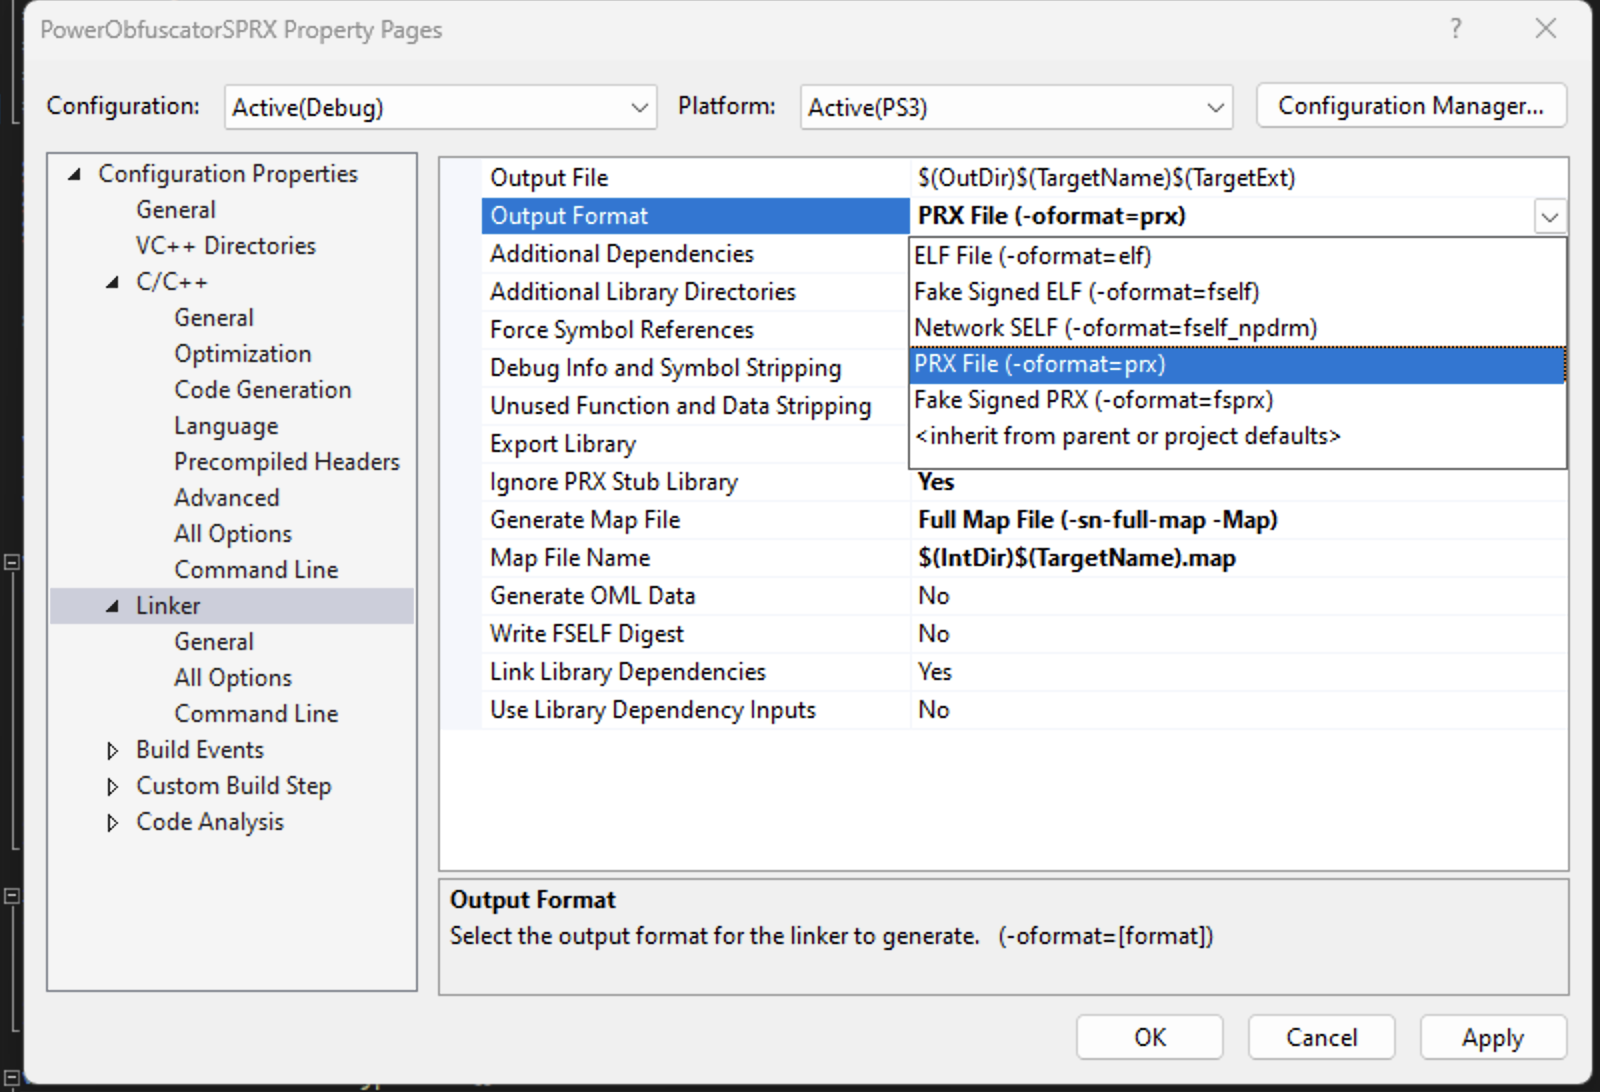 PowerObfuscatorSPRX Property Pages
?
Configuration: Active(Debug) Platform: Active(PS3) Configuration Manager...
Configuration Properties
General
VC++ Directories
C/C++
General
Optimization
Code Generation
Language
Precompiled Headers
Advanced
All Options
Command Line
Linker
General
All Options
Command Line
Build Events
Custom Build Step
Code Analysis
Output File $(OutDir)$(TargetName)$(TargetExt)
Output Format PRX File (-oformat=prx)
Additional Dependencies
Additional Library Directories
Force Symbol References
Debug Info and Symbol Stripping
Unused Function and Data Stripping
Export Library
ELF File (-oformat=elf)
Fake Signed ELF (-oformat=fself)
Network SELF (-oformat=fself_npdrm)
PRX File (-oformat=prx)
Fake Signed PRX (-oformat=fsprx)
<inherit from parent or project defaults>
Ignore PRX Stub Library Yes
Generate Map File Full Map File (-sn-full-map -Map)
Map File Name $(IntDir)$(TargetName).map
Generate OML Data No
Write FSELF Digest No
Link Library Dependencies Yes
Use Library Dependency Inputs No
Output Format
Select the output format for the linker to generate. (-oformat=[format])
OK Cancel Apply